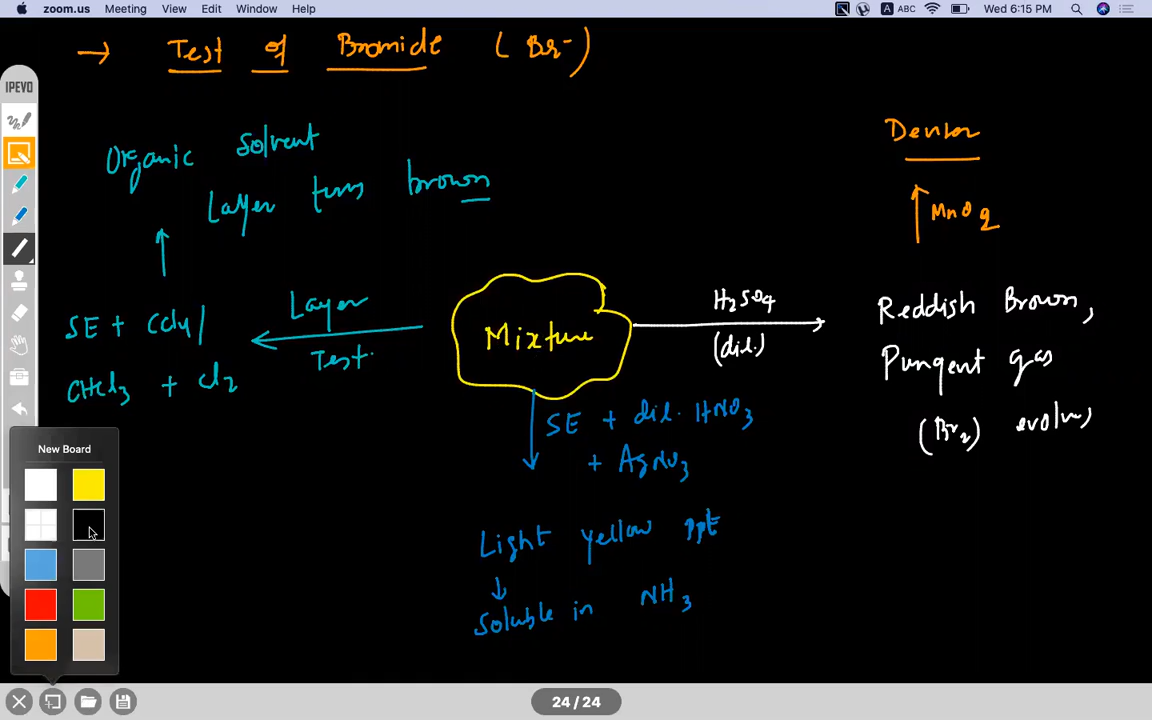 zoom.us Meeting View Edit Window Help
A ABC Wed 6:15 PM
→ Test of Bromide (Br-)
IPEVO
Organic Solvent
Layer turns brown
↑
SE + CCl4/
CHCl3 + Cl2
Layer
Test
Mixture
H2SO4
(dil.)
Denser
↑ MnO2
Reddish Brown,
Pungent gas
(Br2) evolves
SE + dil. HNO3
+ AgNO3
Light yellow ppt
↓
Soluble in NH3
New Board
24 / 24